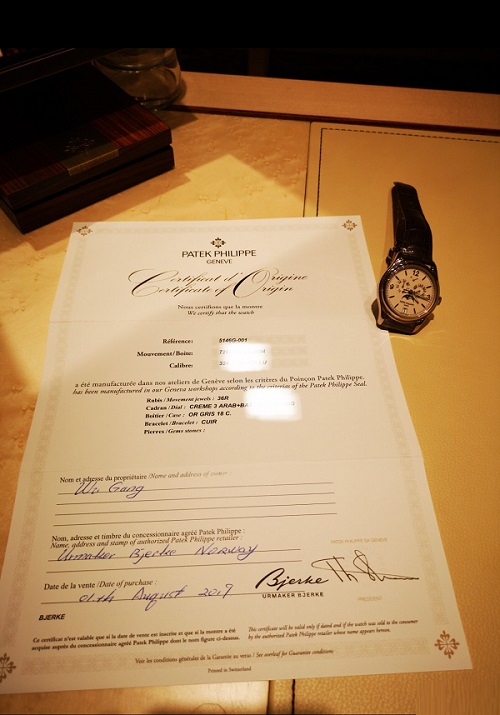 PATEK PHILIPPE
GENEVE
Certificat d'Origine
Certificate of Origin
Nous certifions que la montre
We certify that the watch
Référence: 5146G-001
Mouvement/Boite:
Calibre:
a été manufacturée dans nos ateliers de Genève selon les critères du Poinçon Patek Philippe.
has been manufactured in our Geneva workshops according to the criteria of the Patek Philippe Seal.
Rubis/Movement jewels: 36R
Cadran/Dial: CREME 3 ARAB+BA
Boitier/Case: OR GRIS 18 C.
Bracelet/Bracelet: CUIR
Pierres/Gems stones:
Nom et adresse du propriétaire/Name and address of owner
Wu Gang
Nom, adresse et timbre du concessionnaire agréé Patek Philippe:
Name, address and stamp of authorized Patek Philippe retailer:
Urmaker Bjerke Norway
PATEK PHILIPPE SA GENEVE
Date de la vente/Date of purchase:
01.th August 2017
Bjerke
URMAKER BJERKE
PRESIDENT
BJERKE
Ce certificat n'est valable que si la date de vente est inscrite et que si la montre a été
acquise auprès du concessionnaire agréé Patek Philippe dont le nom figure ci-dessus.
This certificate will be valid only if dated and if the watch was sold to the consumer
by the authorized Patek Philippe retailer whose name appears hereon.
Voir les conditions générales de la Garantie au verso / See overleaf for Guarantee conditions
Printed in Switzerland